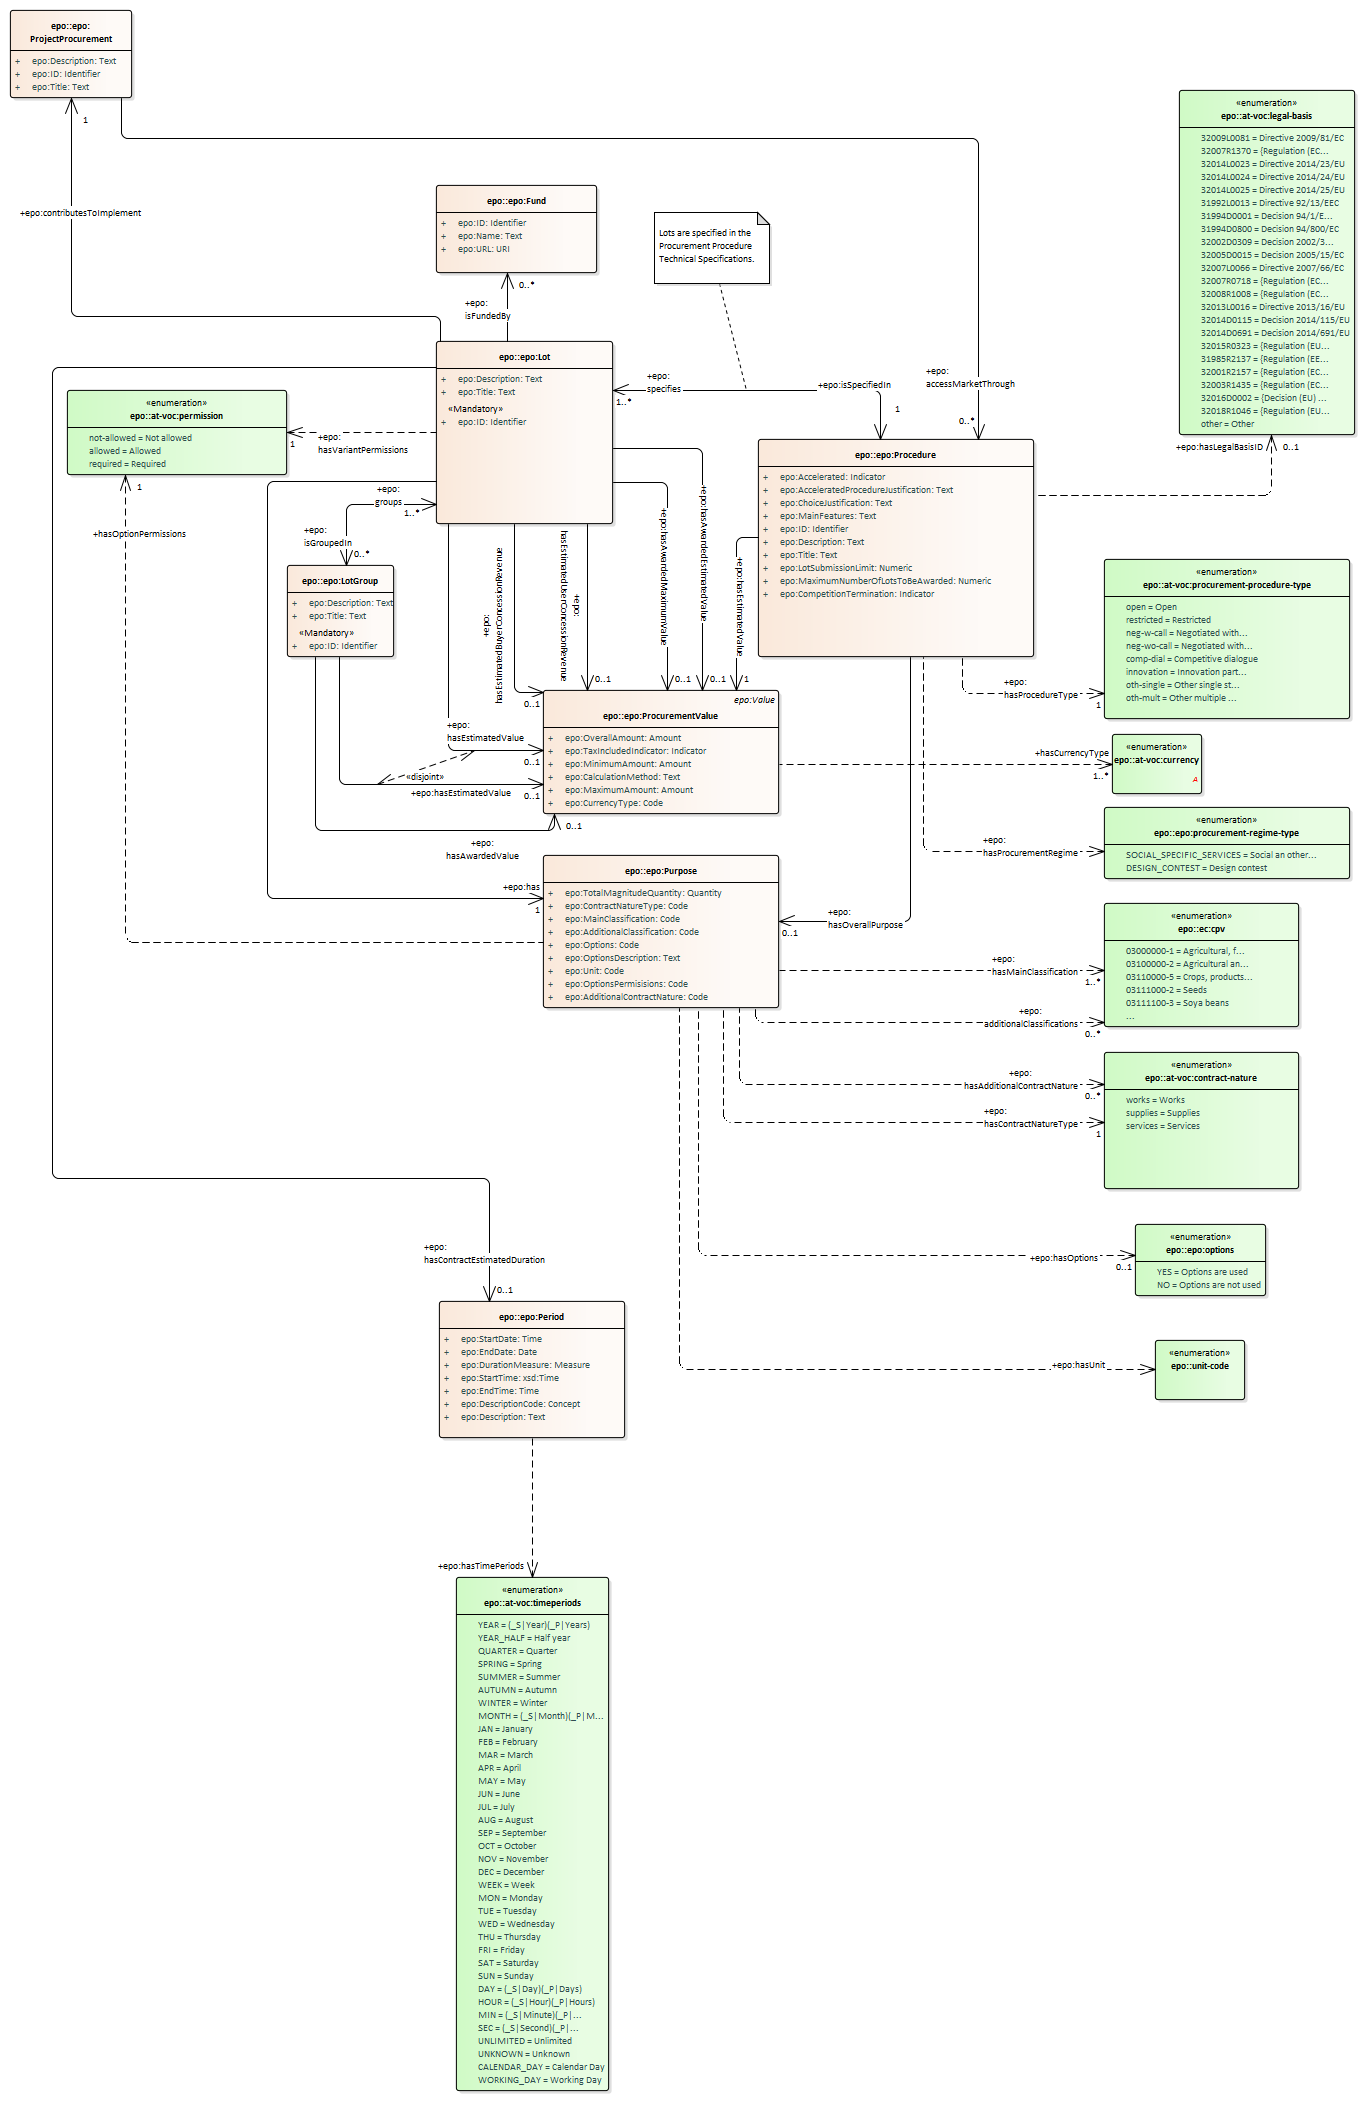 epo::epo:
ProjectProcurement
+ epo:Description: Text
+ epo:ID: Identifier
+ epo:Title: Text
1
+epo:contributesToImplement
epo::epo:Fund
+ epo:ID: Identifier
+ epo:Name: Text
+ epo:URL: URI
0..*
+epo:
isFundedBy
Lots are specified in the
Procurement Procedure
Technical Specifications.
«enumeration»
epo::at-voc:legal-basis
32009L0081 = Directive 2009/81/EC
32007R1370 = {Regulation (EC...
32014L0023 = Directive 2014/23/EU
32014L0024 = Directive 2014/24/EU
32014L0025 = Directive 2014/25/EU
31992L0013 = Directive 92/13/EEC
31994D0001 = Decision 94/1/E...
31994D0800 = Decision 94/800/EC
32002D0309 = Decision 2002/3...
32005D0015 = Decision 2005/15/EC
32007L0066 = Directive 2007/66/EC
32007R0718 = {Regulation (EC...
32008R1008 = {Regulation (EC...
32013L0016 = Directive 2013/16/EU
32014D0115 = Decision 2014/115/EU
32014D0691 = Decision 2014/691/EU
32015R0323 = {Regulation (EU...
31985R2137 = {Regulation (EE...
32001R2157 = {Regulation (EC...
32003R1435 = {Regulation (EC...
32016D0002 = {Decision (EU) ...
32018R1046 = {Regulation (EU...
other = Other
+epo:hasLegalBasisID
0..1
epo::epo:Lot
+ epo:Description: Text
+ epo:Title: Text
«Mandatory»
+ epo:ID: Identifier
+epo:
specifies
1..*
+epo:isSpecifiedIn
1
+epo:
accessMarketThrough
0..*
«enumeration»
epo::at-voc:permission
not-allowed = Not allowed
allowed = Allowed
required = Required
1
+epo:
hasVariantPermissions
1
+hasOptionPermissions
+epo:
groups
1..*
+epo:
isGroupedIn
0..*
epo::epo:LotGroup
+ epo:Description: Text
+ epo:Title: Text
«Mandatory»
+ epo:ID: Identifier
epo::epo:Procedure
+ epo:Accelerated: Indicator
+ epo:AcceleratedProcedureJustification: Text
+ epo:ChoiceJustification: Text
+ epo:MainFeatures: Text
+ epo:ID: Identifier
+ epo:Description: Text
+ epo:Title: Text
+ epo:LotSubmissionLimit: Numeric
+ epo:MaximumNumberOfLotsToBeAwarded: Numeric
+ epo:CompetitionTermination: Indicator
+epo:
hasEstimatedBuyerConcessionRevenue
0..1
+epo:
hasEstimatedUserConcessionRevenue
0..1
+epo:hasAwardedMaximumValue
0..1
+epo:hasAwardedEstimatedValue
0..1
+epo:hasEstimatedValue
1
+epo:
hasEstimatedValue
0..1
«disjoint»
+epo:hasEstimatedValue
0..1
+epo:
hasAwardedValue
0..1
epo:Value
epo::epo:ProcurementValue
+ epo:OverallAmount: Amount
+ epo:TaxIncludedIndicator: Indicator
+ epo:MinimumAmount: Amount
+ epo:CalculationMethod: Text
+ epo:MaximumAmount: Amount
+ epo:CurrencyType: Code
«enumeration»
epo::at-voc:procurement-procedure-type
open = Open
restricted = Restricted
neg-w-call = Negotiated with...
neg-wo-call = Negotiated with...
comp-dial = Competitive dialogue
innovation = Innovation part...
oth-single = Other single st...
oth-mult = Other multiple ...
+epo:
hasProcedureType
1
+hasCurrencyType
1..*
«enumeration»
epo::at-voc:currency
A
«enumeration»
epo::epo:procurement-regime-type
SOCIAL_SPECIFIC_SERVICES = Social an other...
DESIGN_CONTEST = Design contest
+epo:
hasProcurementRegime
epo::epo:Purpose
+ epo:TotalMagnitudeQuantity: Quantity
+ epo:ContractNatureType: Code
+ epo:MainClassification: Code
+ epo:AdditionalClassification: Code
+ epo:Options: Code
+ epo:OptionsDescription: Text
+ epo:Unit: Code
+ epo:OptionsPermisisions: Code
+ epo:AdditionalContractNature: Code
+epo:has
1
+epo:
hasOverallPurpose
0..1
«enumeration»
epo::ec:cpv
03000000-1 = Agricultural, f...
03100000-2 = Agricultural an...
03110000-5 = Crops, products...
03111000-2 = Seeds
03111100-3 = Soya beans
...
+epo:
hasMainClassification
1..*
+epo:
additionalClassifications
0..*
«enumeration»
epo::at-voc:contract-nature
works = Works
supplies = Supplies
services = Services
+epo:
hasAdditionalContractNature
0..*
+epo:
hasContractNatureType
1
«enumeration»
epo::epo:options
YES = Options are used
NO = Options are not used
+epo:hasOptions
0..1
«enumeration»
epo::unit-code
+epo:hasUnit
+epo:
hasContractEstimatedDuration
0..1
epo::epo:Period
+ epo:StartDate: Time
+ epo:EndDate: Date
+ epo:DurationMeasure: Measure
+ epo:StartTime: xsd:Time
+ epo:EndTime: Time
+ epo:DescriptionCode: Concept
+ epo:Description: Text
+epo:hasTimePeriods
«enumeration»
epo::at-voc:timeperiods
YEAR = (_S|Year)(_P|Years)
YEAR_HALF = Half year
QUARTER = Quarter
SPRING = Spring
SUMMER = Summer
AUTUMN = Autumn
WINTER = Winter
MONTH = (_S|Month)(_P|M...
JAN = January
FEB = February
MAR = March
APR = April
MAY = May
JUN = June
JUL = July
AUG = August
SEP = September
OCT = October
NOV = November
DEC = December
WEEK = Week
MON = Monday
TUE = Tuesday
WED = Wednesday
THU = Thursday
FRI = Friday
SAT = Saturday
SUN = Sunday
DAY = (_S|Day)(_P|Days)
HOUR = (_S|Hour)(_P|Hours)
MIN = (_S|Minute)(_P|...
SEC = (_S|Second)(_P|...
UNLIMITED = Unlimited
UNKNOWN = Unknown
CALENDAR_DAY = Calendar Day
WORKING_DAY = Working Day